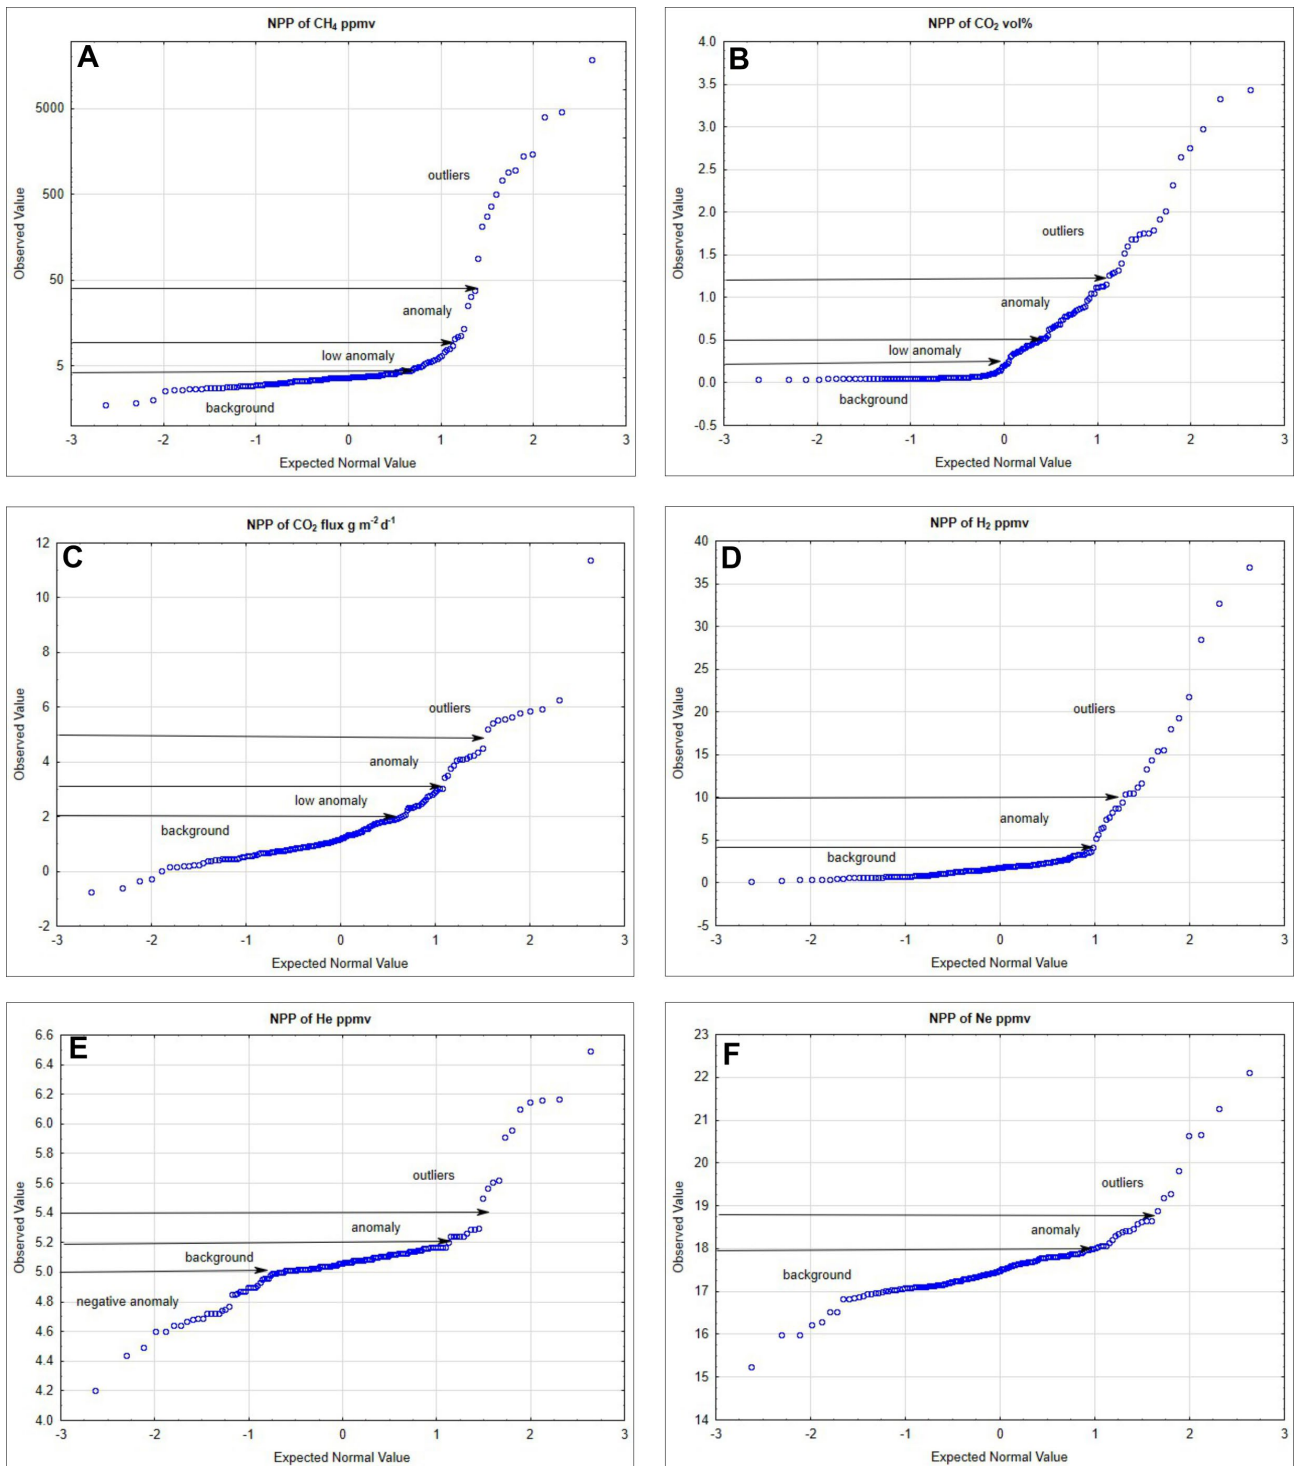 NPP of CH4 ppmv
A
5000
500
50
5
outliers
anomaly
low anomaly
background
Observed Value
-3 -2 -1 0 1 2 3
Expected Normal Value
NPP of CO2 vol%
B
4.0
3.5
3.0
2.5
2.0
1.5
1.0
0.5
0.0
-0.5
outliers
anomaly
low anomaly
background
Observed Value
-3 -2 -1 0 1 2 3
Expected Normal Value
NPP of CO2 flux g m-2 d-1
C
12
10
8
6
4
2
0
-2
outliers
anomaly
low anomaly
background
Observed Value
-3 -2 -1 0 1 2 3
Expected Normal Value
NPP of H2 ppmv
D
40
35
30
25
20
15
10
5
0
-5
outliers
anomaly
background
Observed Value
-3 -2 -1 0 1 2 3
Expected Normal Value
NPP of He ppmv
E
6.6
6.4
6.2
6.0
5.8
5.6
5.4
5.2
5.0
4.8
4.6
4.4
4.2
4.0
outliers
anomaly
background
negative anomaly
Observed Value
-3 -2 -1 0 1 2 3
Expected Normal Value
NPP of Ne ppmv
F
23
22
21
20
19
18
17
16
15
14
outliers
anomaly
background
Observed Value
-3 -2 -1 0 1 2 3
Expected Normal Value